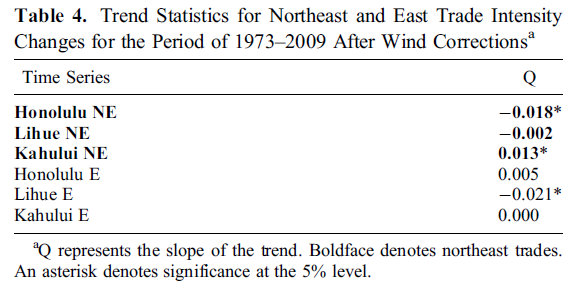 Table 4. Trend Statistics for Northeast and East Trade Intensity
Changes for the Period of 1973–2009 After Wind Correctionsa
Time Series Q
Honolulu NE −0.018*
Lihue NE −0.002
Kahului NE 0.013*
Honolulu E 0.005
Lihue E −0.021*
Kahului E 0.000
aQ represents the slope of the trend. Boldface denotes northeast trades.
An asterisk denotes significance at the 5% level.